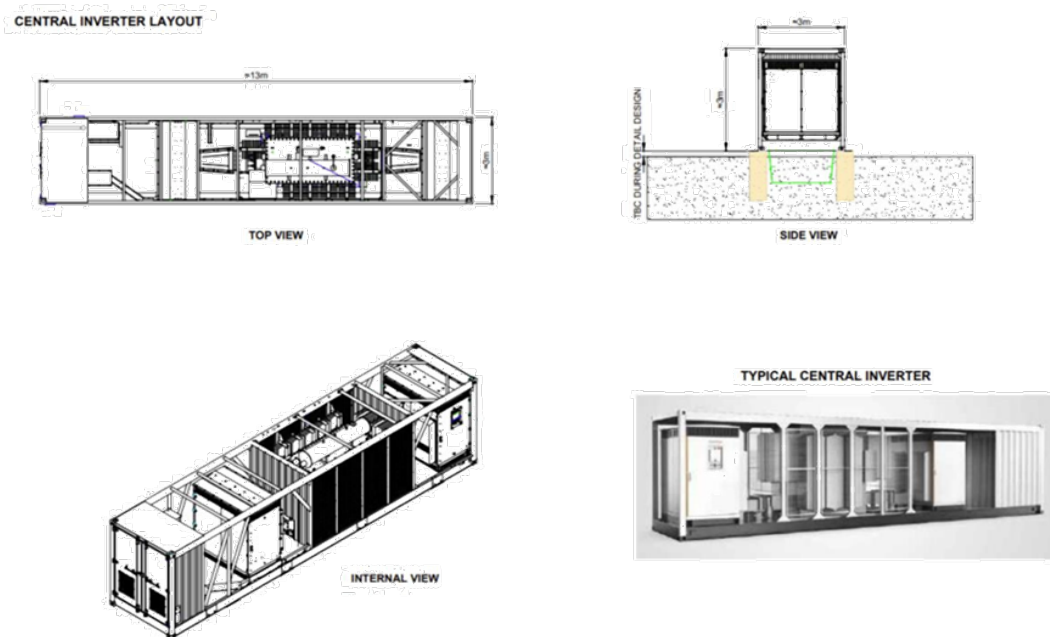 CENTRAL INVERTER LAYOUT
≈13m
≈3m
TOP VIEW
≈3m
≈3m
TBC DURING DETAIL DESIGN
SIDE VIEW
INTERNAL VIEW
TYPICAL CENTRAL INVERTER